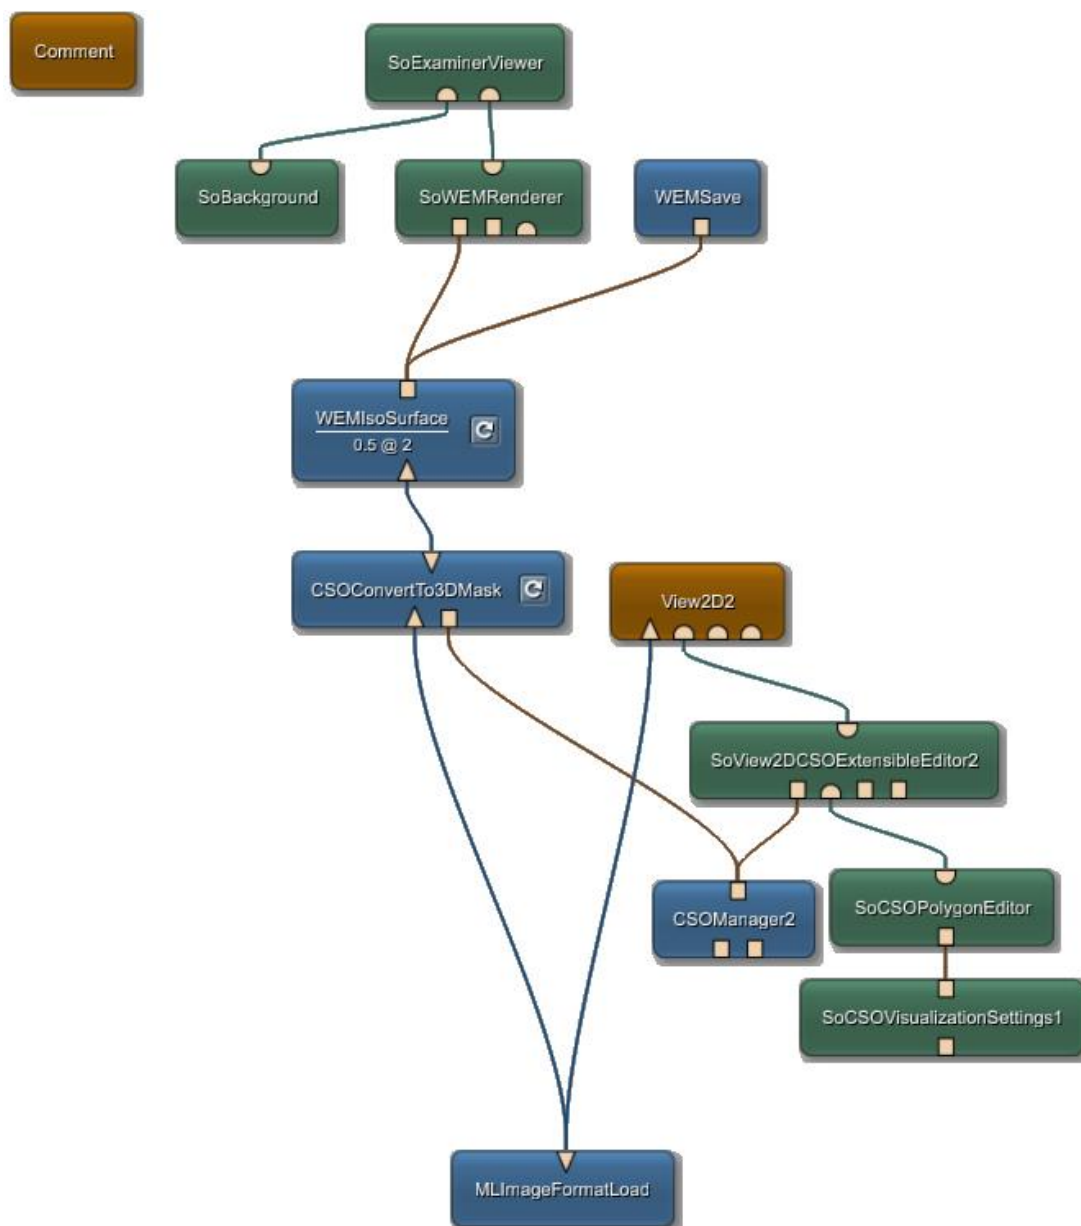 Comment
SoExaminerViewer
SoBackground
SoWEMRenderer
WEMSave
WEMIsoSurface
0.5 @ 2
CSOConvertTo3DMask
View2D2
SoView2DCSOExtensibleEditor2
CSOManager2
SoCSOPolygonEditor
SoCSOVisualizationSettings1
MLImageFormatLoad